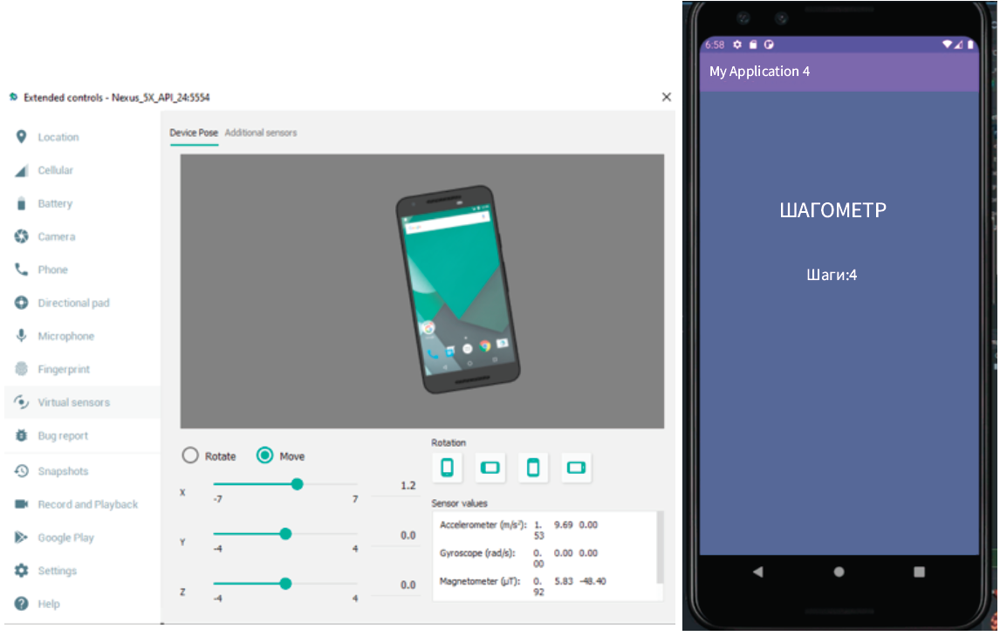 Extended controls - Nexus_5X_API_24:5554
Location
Cellular
Battery
Camera
Phone
Directional pad
Microphone
Fingerprint
Virtual sensors
Bug report
Snapshots
Record and Playback
Google Play
Settings
Help
Device Pose Additional sensors
Rotate Move
X -7 7 1.2
Y -4 4 0.0
Z -4 4 0.0
Rotation
Sensor values
Accelerometer (m/s²): 1.53 9.69 0.00
Gyroscope (rad/s): 0.00 0.00 0.00
Magnetometer (μT): 0.92 5.83 -48.40
6:58
My Application 4
ШАГОМЕТР
Шаги:4